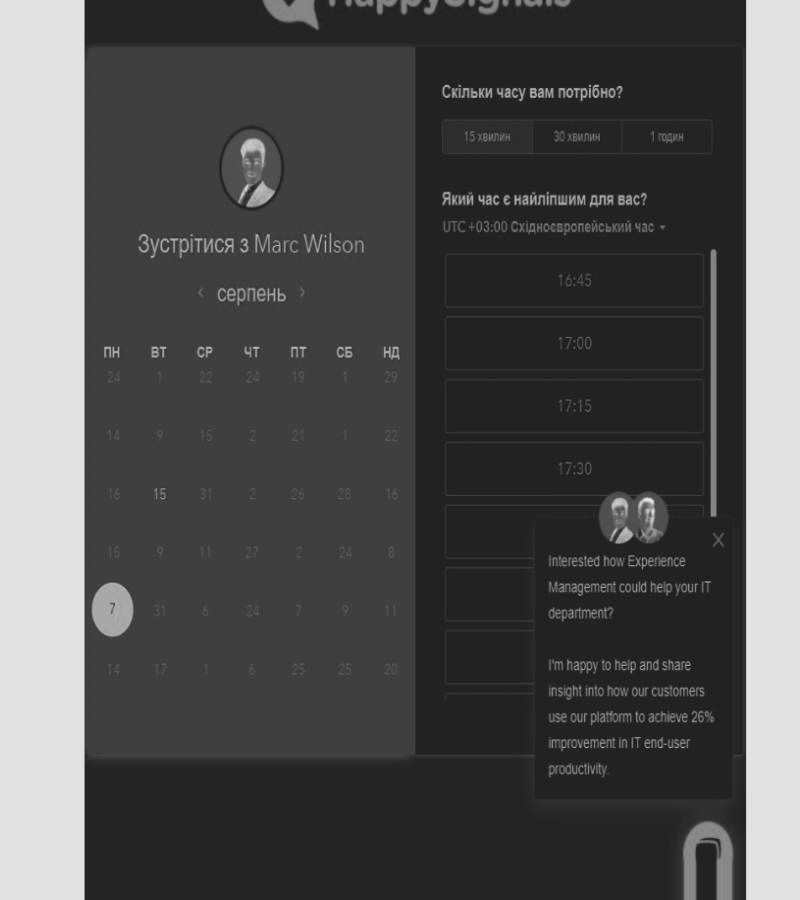 HappySignals
Зустрітися з Marc Wilson
‹ серпень ›
ПН ВТ СР ЧТ ПТ СБ НД
24 1 22 24 19 1 29
14 9 15 2 21 1 22
16 15 31 2 26 28 16
15 9 11 27 2 24 8
7 31 6 24 7 9 11
14 17 1 6 25 25 20
Скільки часу вам потрібно?
15 хвилин 30 хвилин 1 годин
Який час є найліпшим для вас?
UTC +03:00 Східноєвропейський час
16:45
17:00
17:15
17:30
X
Interested how Experience
Management could help your IT
department?
I'm happy to help and share
insight into how our customers
use our platform to achieve 26%
improvement in IT end-user
productivity.